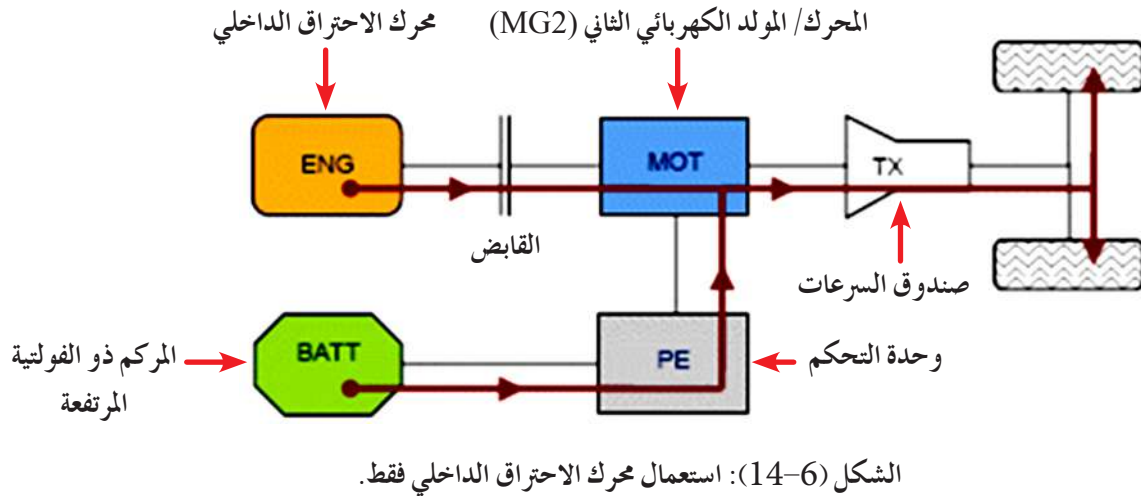 محرك الاحتراق الداخلي
المحرك/ المولد الكهربائي الثاني (MG2)
ENG
MOT
TX
القابض
صندوق السرعات
المركم ذو الفولتية
المرتفعة
BATT
PE
وحدة التحكم
الشكل (6-14): استعمال محرك الاحتراق الداخلي فقط.